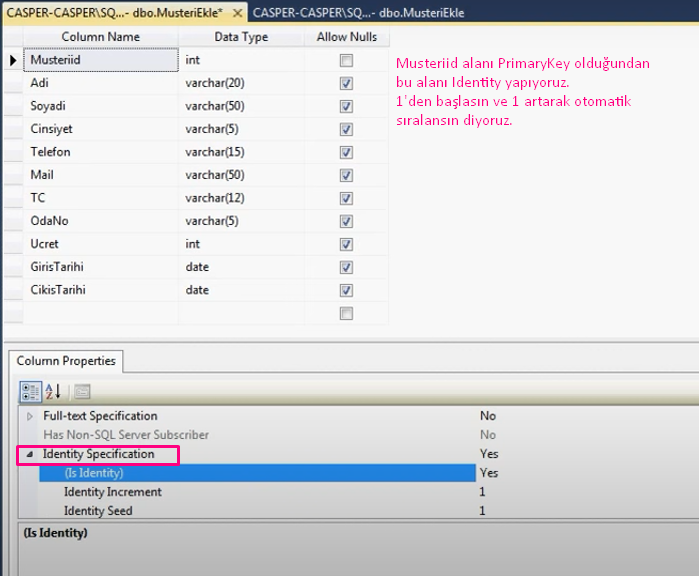 CASPER-CASPER\SQ...- dbo.MusteriEkle* CASPER-CASPER\SQ...- dbo.MusteriEkle
Column Name Data Type Allow Nulls
Musteriid int
Adi varchar(20)
Soyadi varchar(50)
Cinsiyet varchar(5)
Telefon varchar(15)
Mail varchar(50)
TC varchar(12)
OdaNo varchar(5)
Ucret int
GirisTarihi date
CikisTarihi date
Musteriid alanı PrimaryKey olduğundan
bu alanı Identity yapıyoruz.
1'den başlasın ve 1 artarak otomatik
sıralansın diyoruz.
Column Properties
Full-text Specification No
Has Non-SQL Server Subscriber No
Identity Specification Yes
(Is Identity) Yes
Identity Increment 1
Identity Seed 1
(Is Identity)